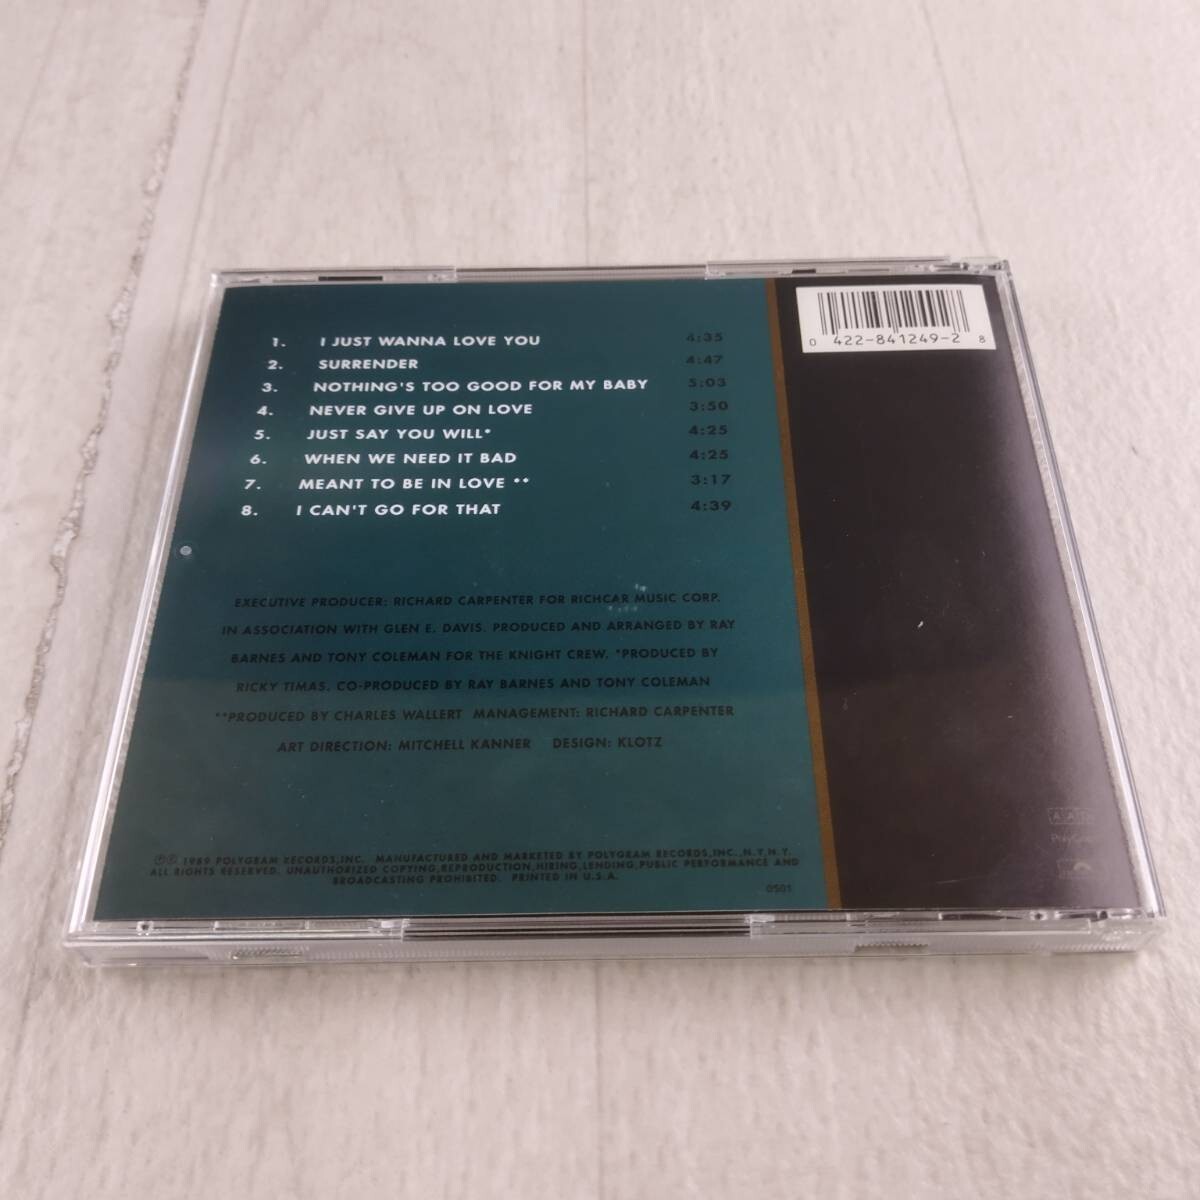 0 422-841249-2 8
1. I JUST WANNA LOVE YOU 4:35
2. SURRENDER 4:47
3. NOTHING'S TOO GOOD FOR MY BABY 5:03
4. NEVER GIVE UP ON LOVE 3:50
5. JUST SAY YOU WILL* 4:25
6. WHEN WE NEED IT BAD 4:25
7. MEANT TO BE IN LOVE ** 3:17
8. I CAN'T GO FOR THAT 4:39
EXECUTIVE PRODUCER: RICHARD CARPENTER FOR RICHCAR MUSIC CORP.
IN ASSOCIATION WITH GLEN E. DAVIS. PRODUCED AND ARRANGED BY RAY
BARNES AND TONY COLEMAN FOR THE KNIGHT CREW. *PRODUCED BY
RICKY TIMAS. CO-PRODUCED BY RAY BARNES AND TONY COLEMAN
**PRODUCED BY CHARLES WALLERT MANAGEMENT: RICHARD CARPENTER
ART DIRECTION: MITCHELL KANNER DESIGN: KLOTZ
Ⓟ© 1989 POLYGRAM RECORDS, INC. MANUFACTURED AND MARKETED BY POLYGRAM RECORDS, INC., N.Y., N.Y.
ALL RIGHTS RESERVED. UNAUTHORIZED COPYING, REPRODUCTION, HIRING, LENDING, PUBLIC PERFORMANCE AND
BROADCASTING PROHIBITED. PRINTED IN U.S.A.
0501